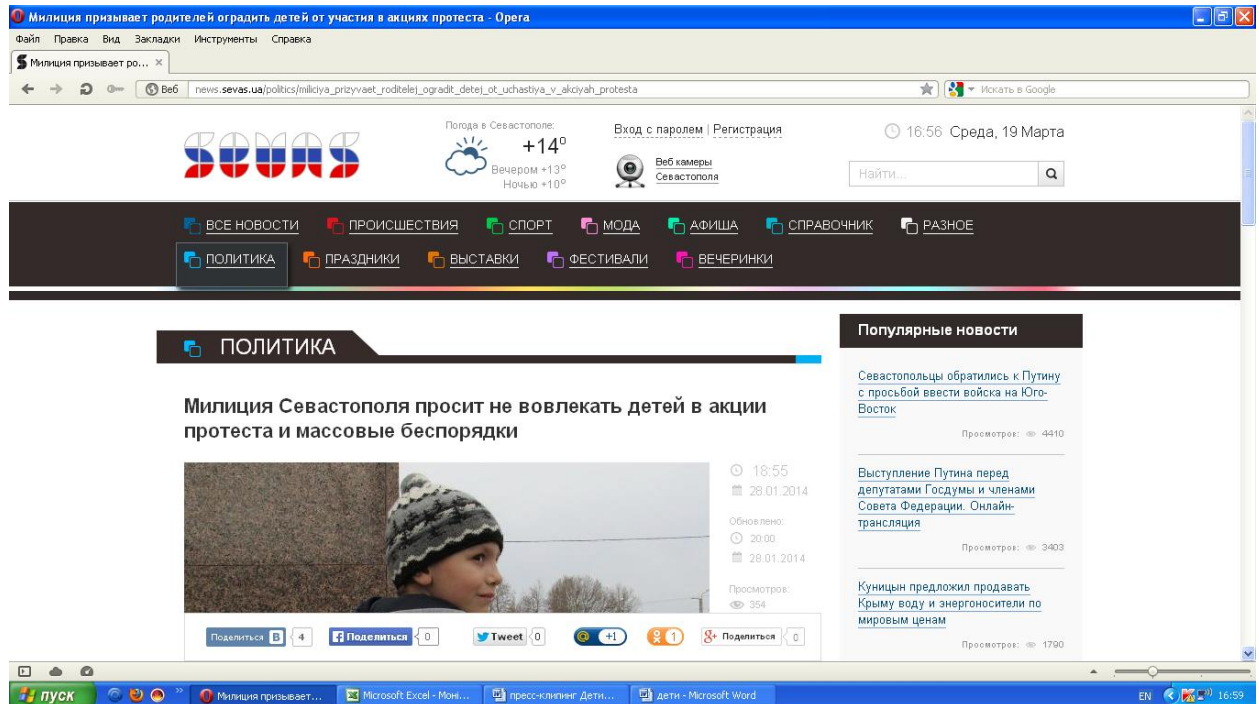 Милиция призывает родителей оградить детей от участия в акциях протеста - Opera
Файл Правка Вид Закладки Инструменты Справка
Милиция призывает ро...
Веб news.sevas.ua/politics/miliciya_prizyvaet_roditelej_ogradit_detej_ot_uchastiya_v_akciyah_protesta
Искать в Google
SEVAS
Погода в Севастополе:
+14°
Вечером +13°
Ночью +10°
Вход с паролем | Регистрация
Веб камеры
Севастополя
16:56 Среда, 19 Марта
Найти...
ВСЕ НОВОСТИ ПРОИСШЕСТВИЯ СПОРТ МОДА АФИША СПРАВОЧНИК РАЗНОЕ
ПОЛИТИКА ПРАЗДНИКИ ВЫСТАВКИ ФЕСТИВАЛИ ВЕЧЕРИНКИ
ПОЛИТИКА
Милиция Севастополя просит не вовлекать детей в акции
протеста и массовые беспорядки
18:55
28.01.2014
Обновлено:
20:00
28.01.2014
Просмотров:
354
Поделиться В 4 Поделиться 0 Tweet 0 @ +1 1 g+ Поделиться 0
Популярные новости
Севастопольцы обратились к Путину
с просьбой ввести войска на Юго-
Восток
Просмотров: 4410
Выступление Путина перед
депутатами Госдумы и членами
Совета Федерации. Онлайн-
трансляция
Просмотров: 3403
Куницын предложил продавать
Крыму воду и энергоносители по
мировым ценам
Просмотров: 1790
пуск Милиция призывает... Microsoft Excel - Моні... пресс-клипинг Дети... дети - Microsoft Word EN 16:59